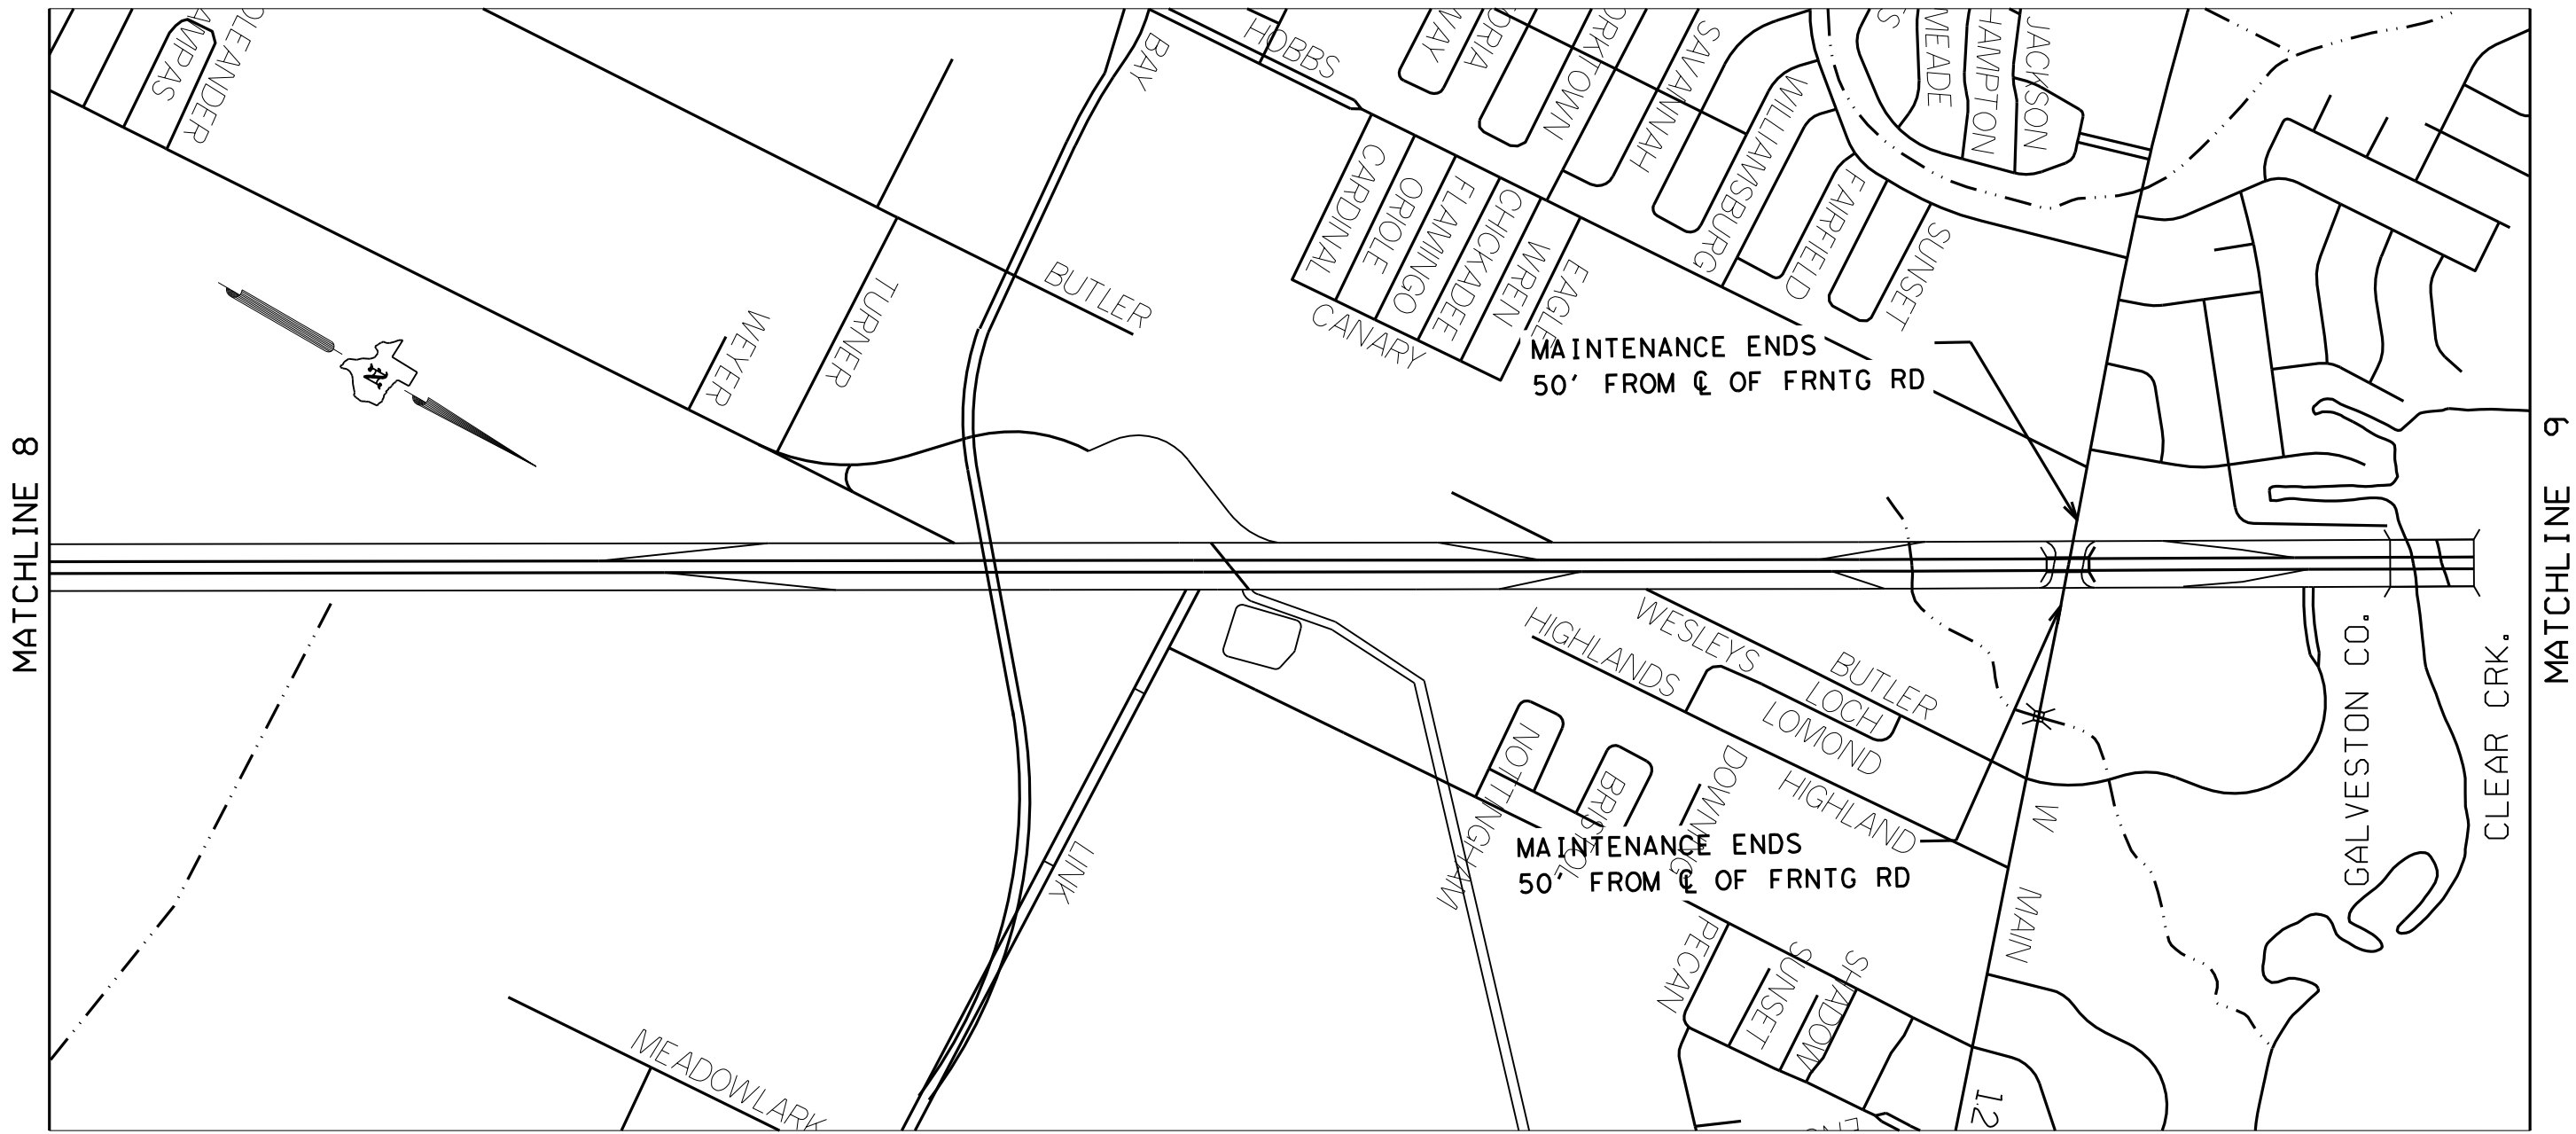 OLEANDER
BAY
HOBBS
WAY
SAVANNAH
WILLIAMSBURG
MEADE
HAMPTON
JACKSON
CARDINAL
ORIOLE
FLAMINGO
CHICKADEE
WREN
EAGLE
CANARY
FAIRFIELD
SUNSET
BUTLER
TURNER
WEYER
N
MAINTENANCE ENDS
50' FROM ℄ OF FRNTG RD
MATCHLINE 8
MATCHLINE 9
WESLEYS
BUTLER
HIGHLANDS
LOCH
LOMOND
HIGHLAND
NOTTINGHAM
BRISTOL
DOWNING
MAINTENANCE ENDS
50' FROM ℄ OF FRNTG RD
LINK
W
MAIN
GALVESTON CO.
CLEAR CRK.
PECAN
SUNSET
SHADOW
MEADOWLARK